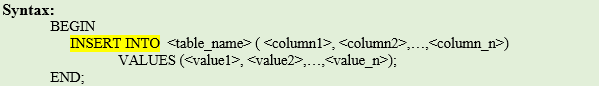 Syntax:
BEGIN
INSERT INTO <table_name> ( <column1>, <column2>,…,<column_n>)
VALUES (<value1>, <value2>,…,<value_n>);
END;